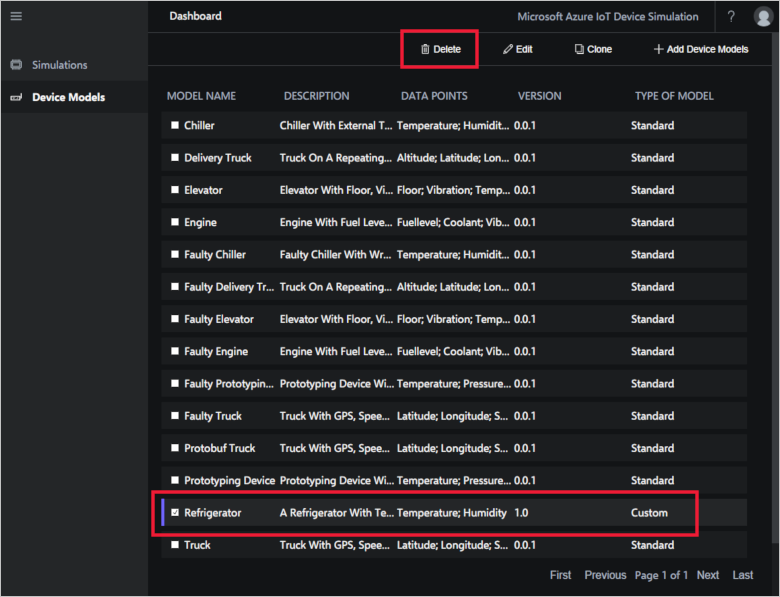 Dashboard Microsoft Azure IoT Device Simulation ?
Delete Edit Clone Add Device Models
Simulations
Device Models
MODEL NAME DESCRIPTION DATA POINTS VERSION TYPE OF MODEL
Chiller Chiller With External T... Temperature; Humidit... 0.0.1 Standard
Delivery Truck Truck On A Repeating... Altitude; Latitude; Lon... 0.0.1 Standard
Elevator Elevator With Floor, Vi... Floor; Vibration; Temp... 0.0.1 Standard
Engine Engine With Fuel Leve... Fuellevel; Coolant; Vib... 0.0.1 Standard
Faulty Chiller Faulty Chiller With Wr... Temperature; Humidit... 0.0.1 Standard
Faulty Delivery Tr... Truck On A Repeating... Altitude; Latitude; Lon... 0.0.1 Standard
Faulty Elevator Elevator With Floor, Vi... Floor; Vibration; Temp... 0.0.1 Standard
Faulty Engine Engine With Fuel Leve... Fuellevel; Coolant; Vib... 0.0.1 Standard
Faulty Prototypin... Prototyping Device Wi... Temperature; Pressure... 0.0.1 Standard
Faulty Truck Truck With GPS, Spee... Latitude; Longitude; S... 0.0.1 Standard
Protobuf Truck Truck With GPS, Spee... Latitude; Longitude; S... 0.0.1 Standard
Prototyping Device Prototyping Device Wi... Temperature; Pressure... 0.0.1 Standard
Refrigerator A Refrigerator With Te... Temperature; Humidity 1.0 Custom
Truck Truck With GPS, Spee... Latitude; Longitude; S... 0.0.1 Standard
First Previous Page 1 of 1 Next Last